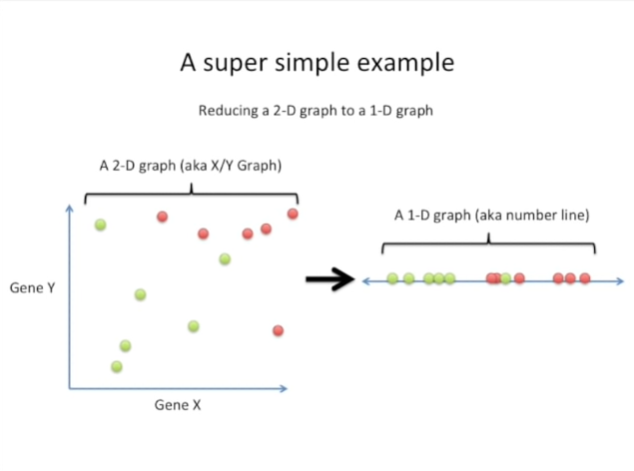 A super simple example
Reducing a 2-D graph to a 1-D graph
A 2-D graph (aka X/Y Graph)
A 1-D graph (aka number line)
Gene Y
Gene X